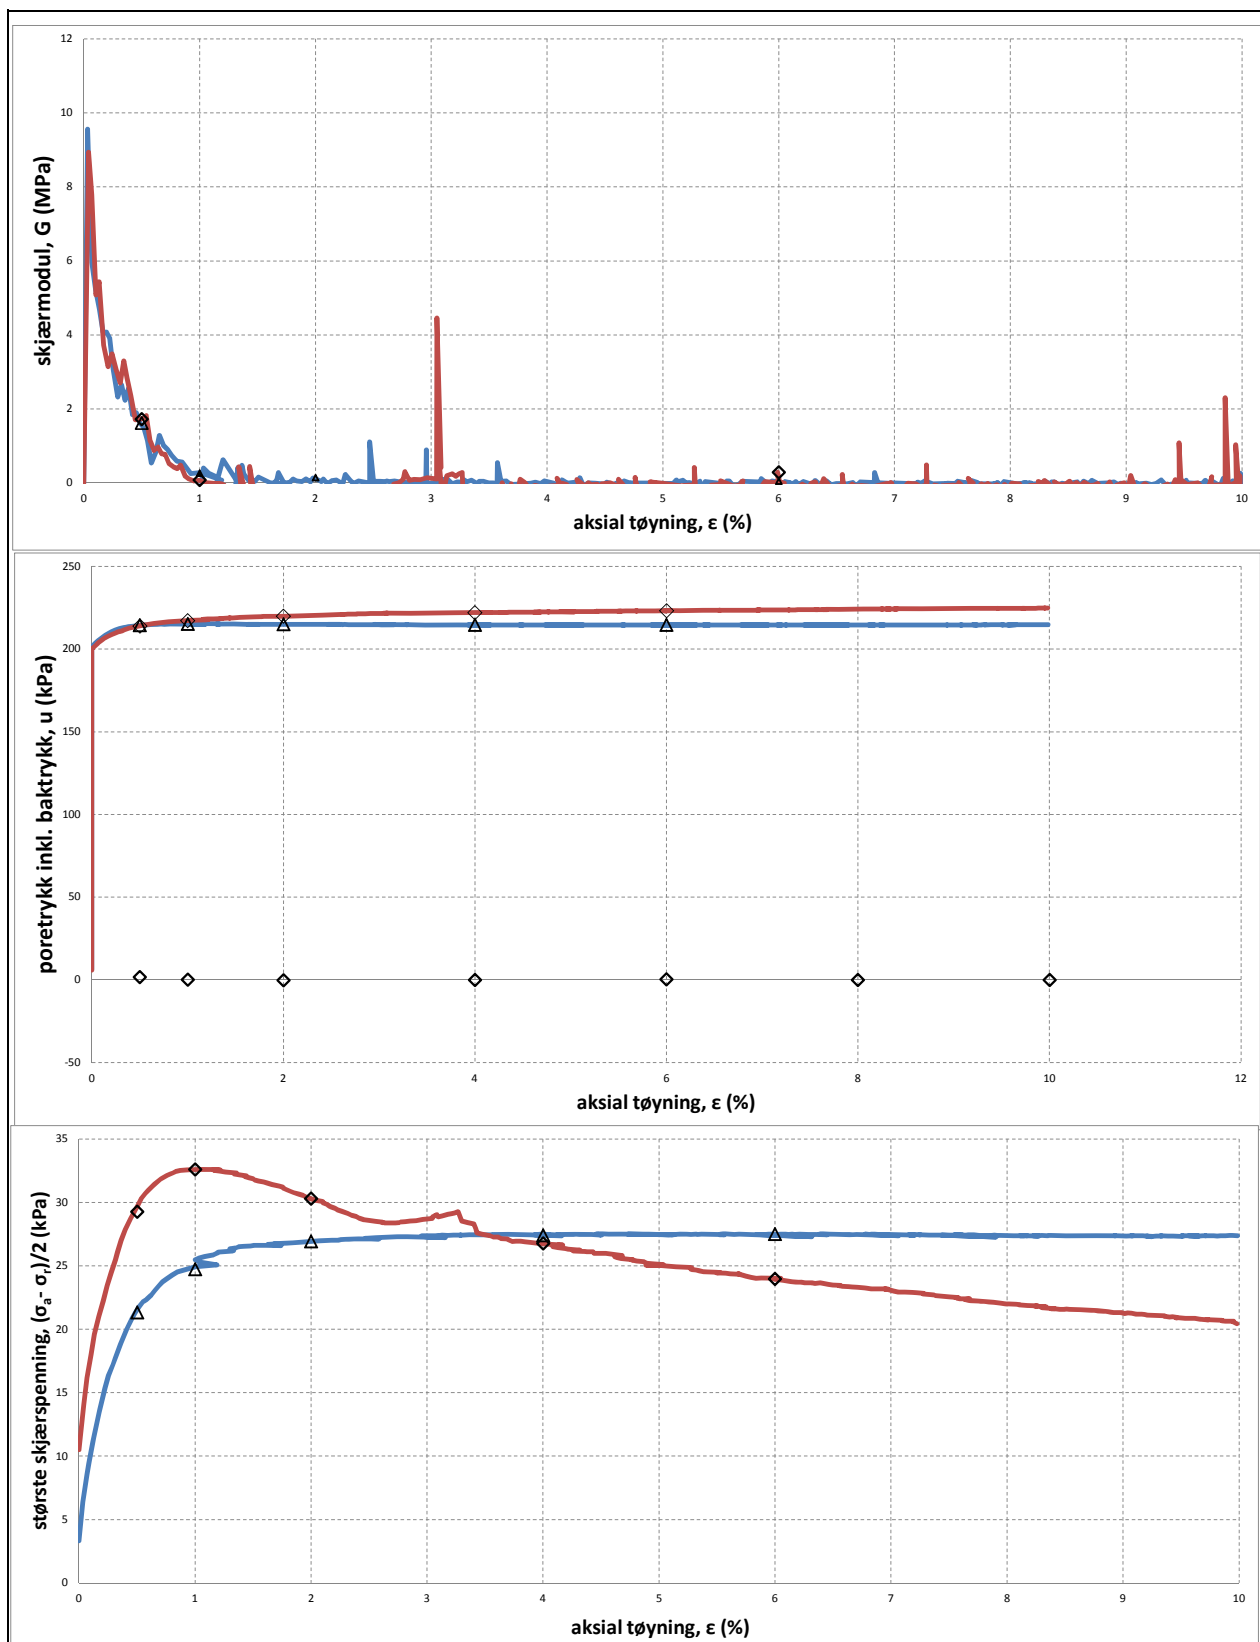 12
10
8
6
4
2
0
skjærmodul, G (MPa)
0 1 2 3 4 5 6 7 8 9 10
aksial tøyning, ε (%)
250
200
150
100
50
0
-50
poretrykk inkl. baktrykk, u (kPa)
0 2 4 6 8 10 12
aksial tøyning, ε (%)
35
30
25
20
15
10
5
0
største skjærspenning, (σa- σr)/2 (kPa)
0 1 2 3 4 5 6 7 8 9 10
aksial tøyning, ε (%)